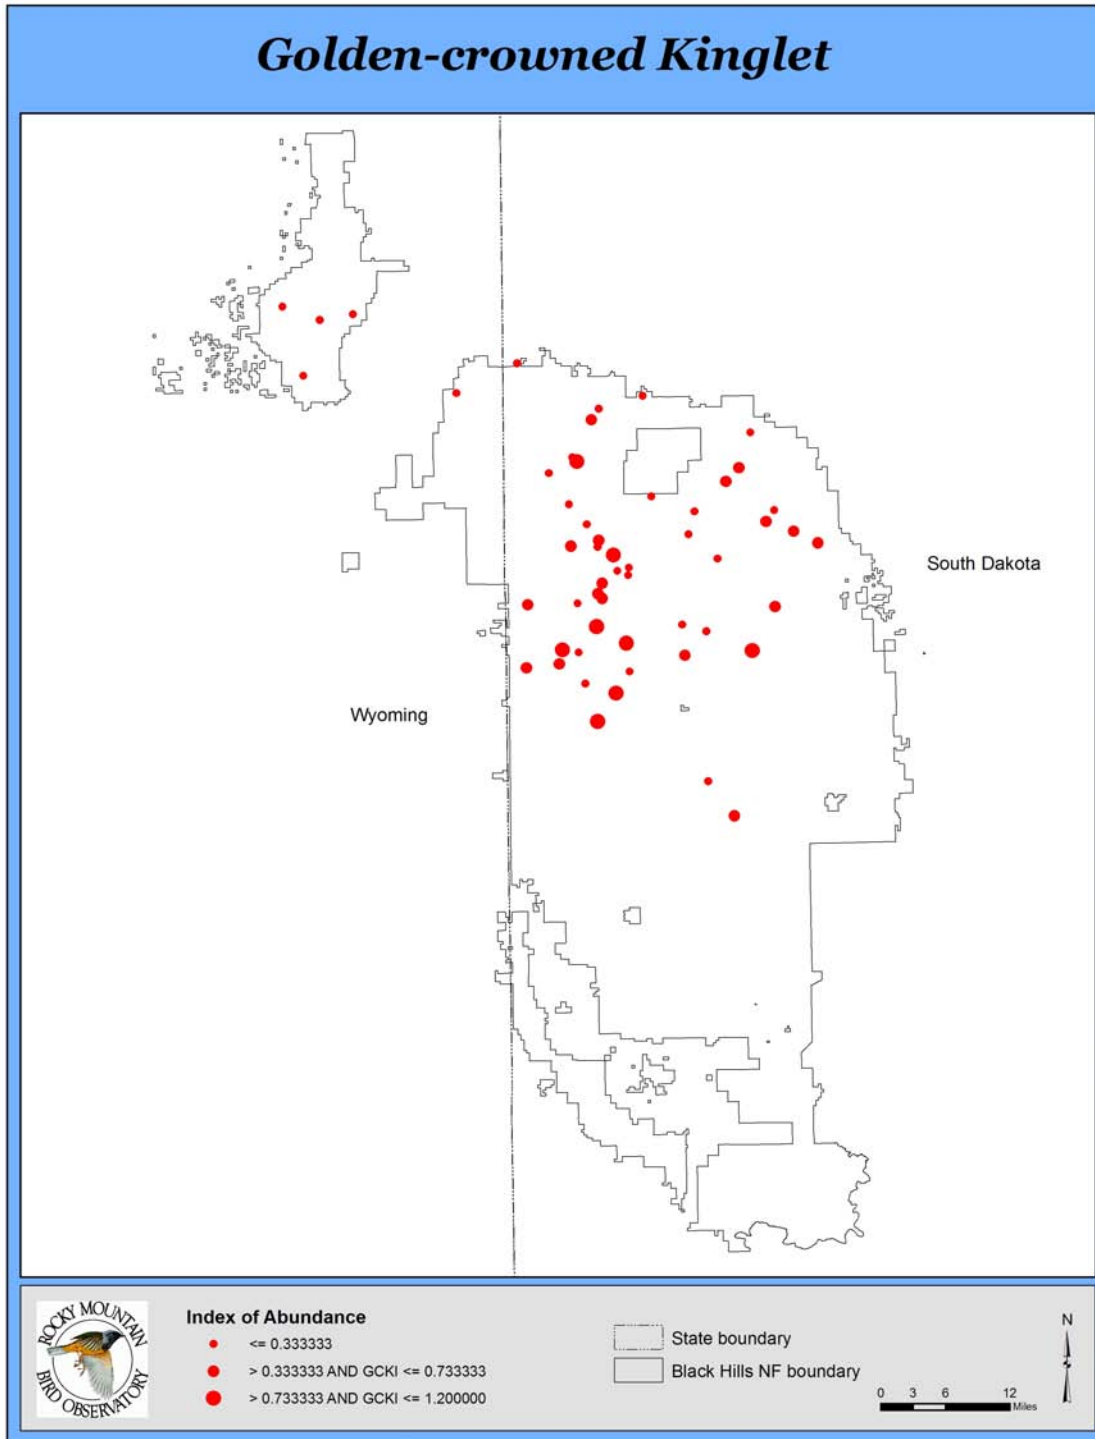 Golden-crowned Kinglet
South Dakota
Wyoming
ROCKY MOUNTAIN
BIRD OBSERVATORY
Index of Abundance
<= 0.333333
> 0.333333 AND GCKI <= 0.733333
> 0.733333 AND GCKI <= 1.200000
State boundary
Black Hills NF boundary
N
0 3 6 12
Miles